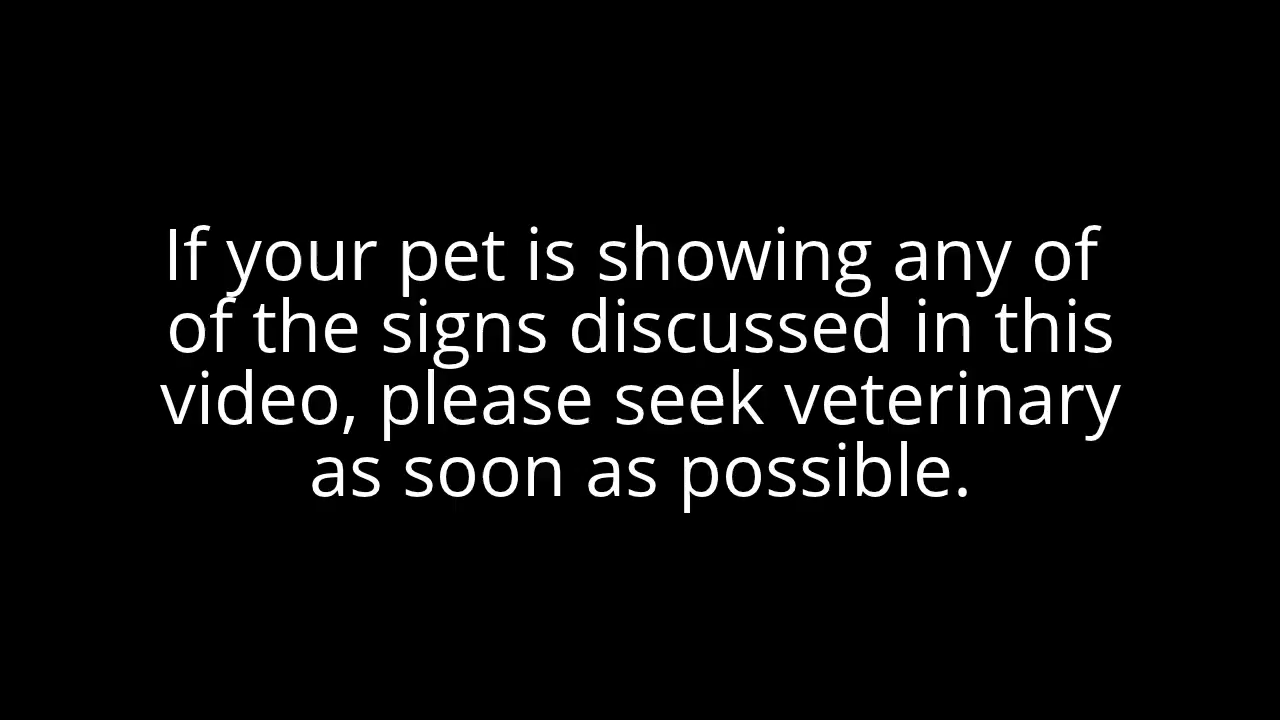 If your pet is showing any of
of the signs discussed in this
video, please seek veterinary
as soon as possible.